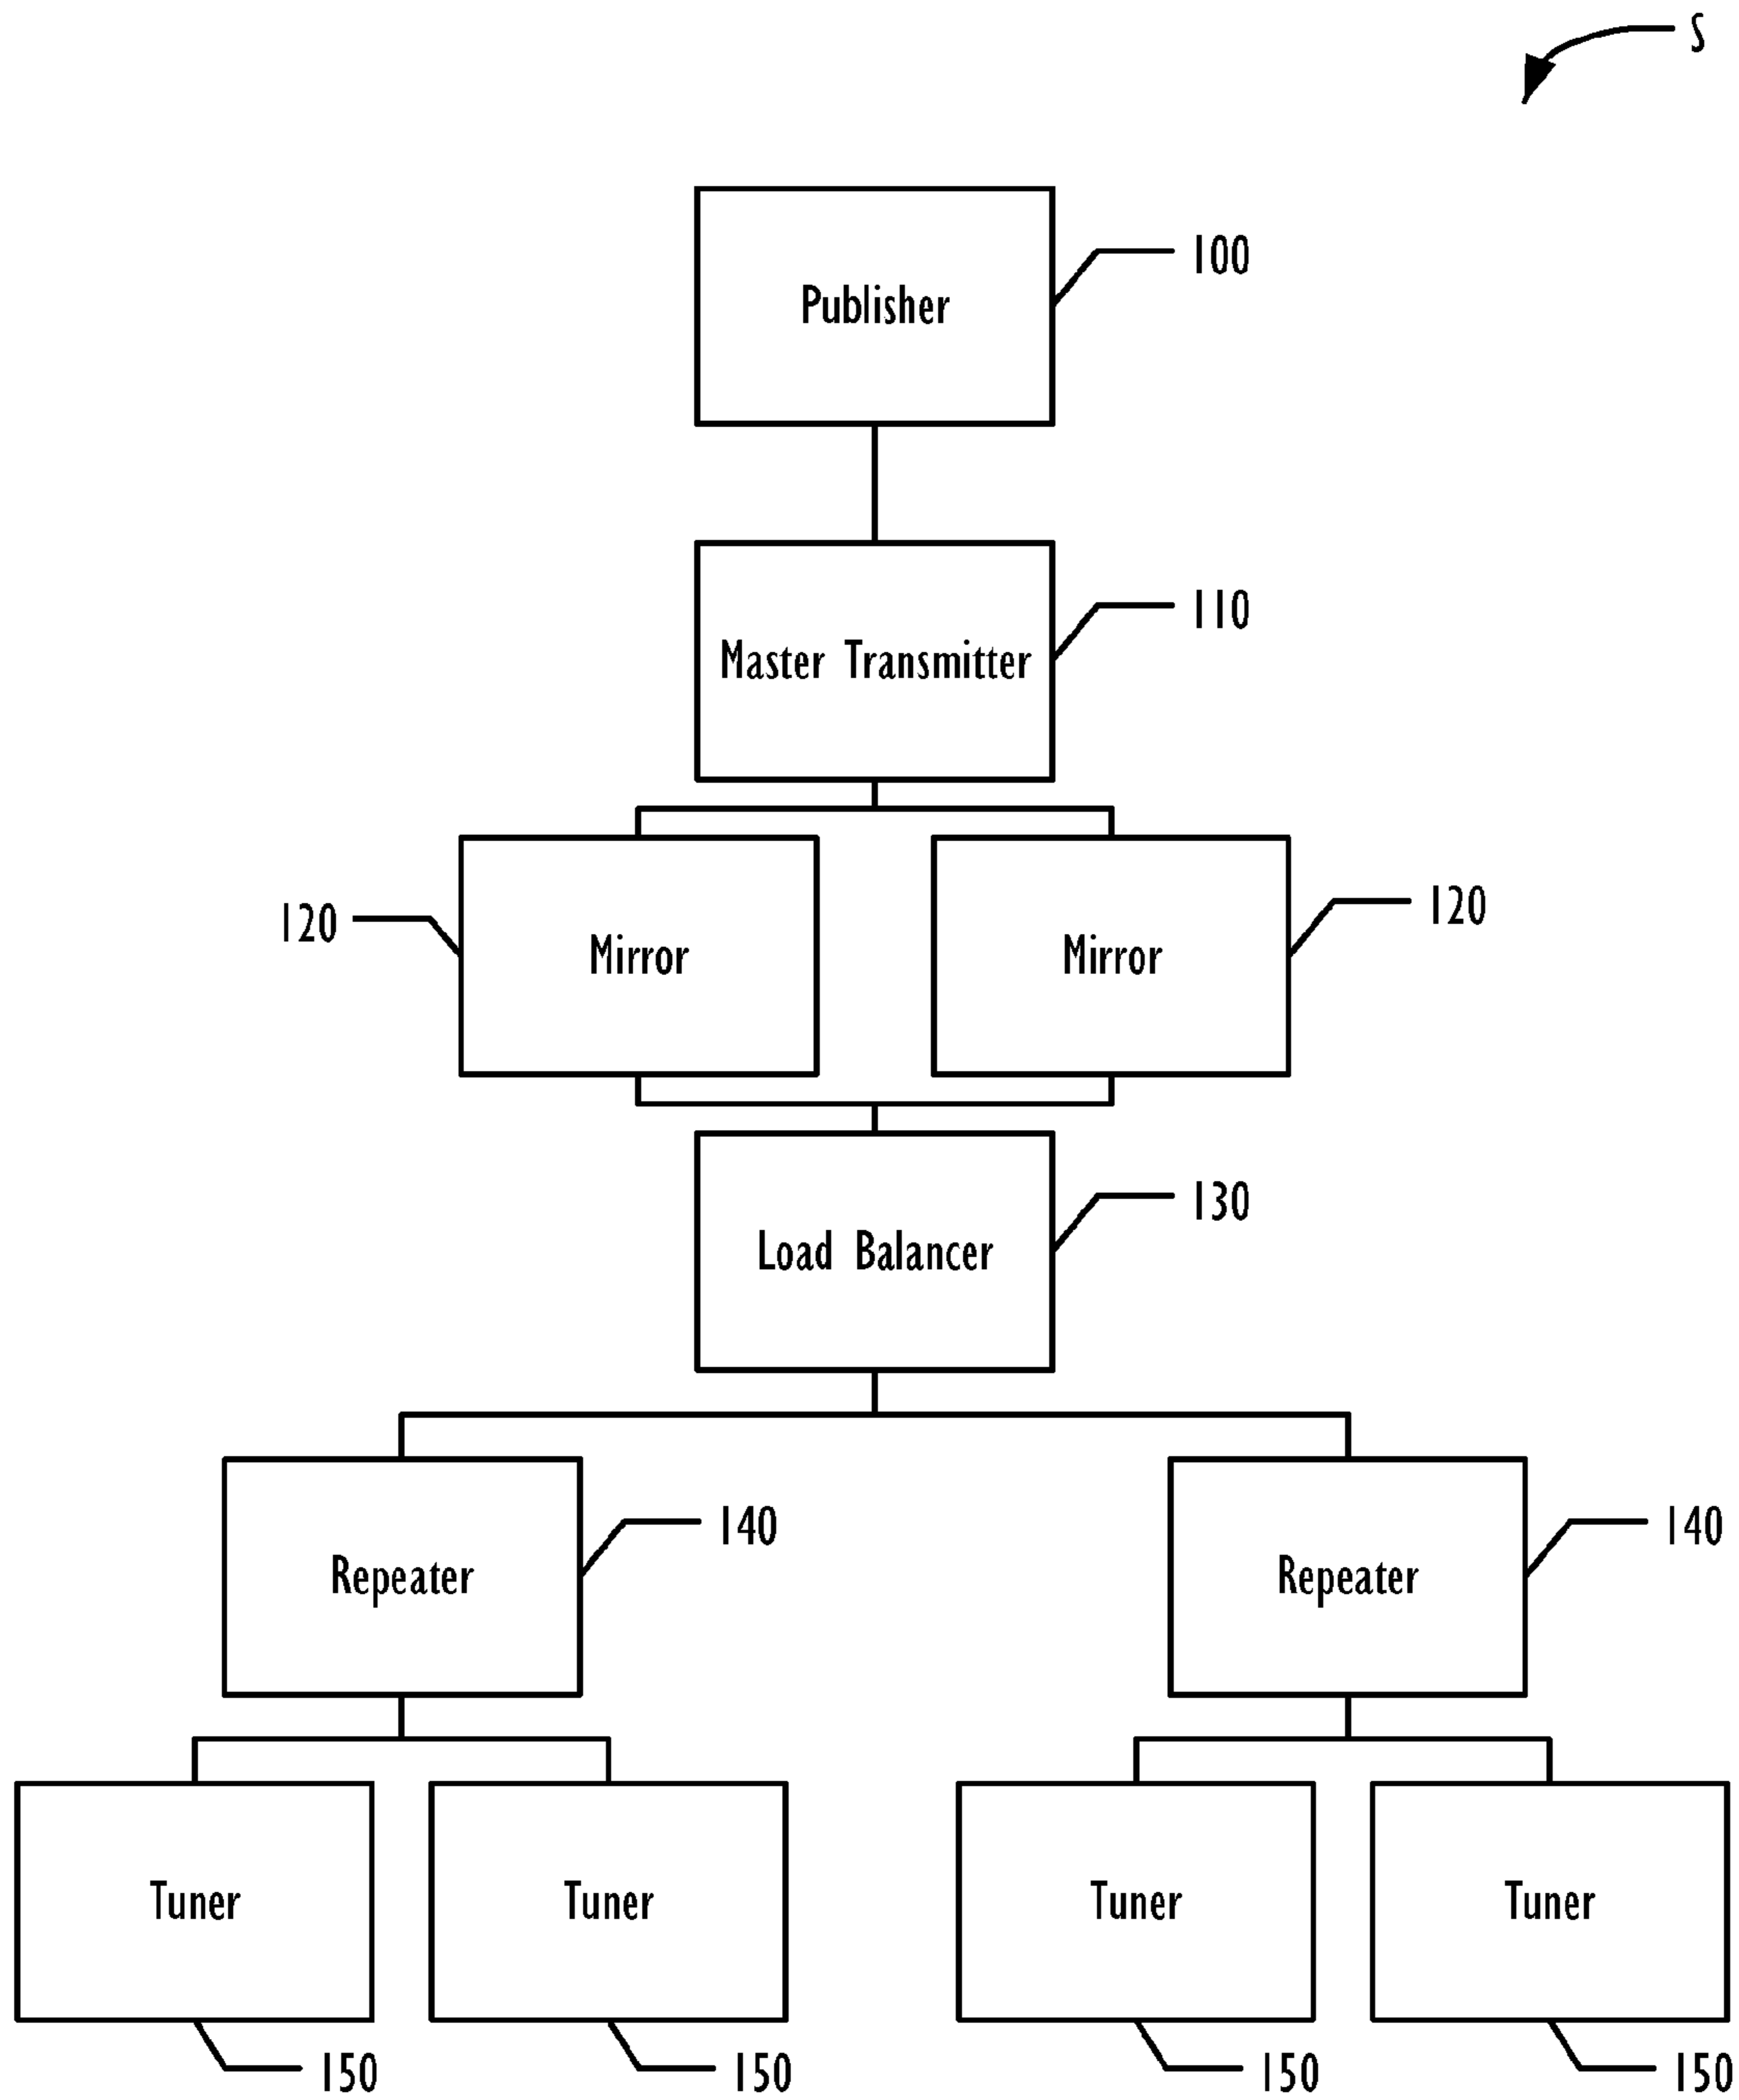 S
Publisher
100
Master Transmitter
110
120
Mirror
Mirror
120
Load Balancer
130
Repeater
140
Repeater
140
Tuner
Tuner
Tuner
Tuner
150
150
150
150